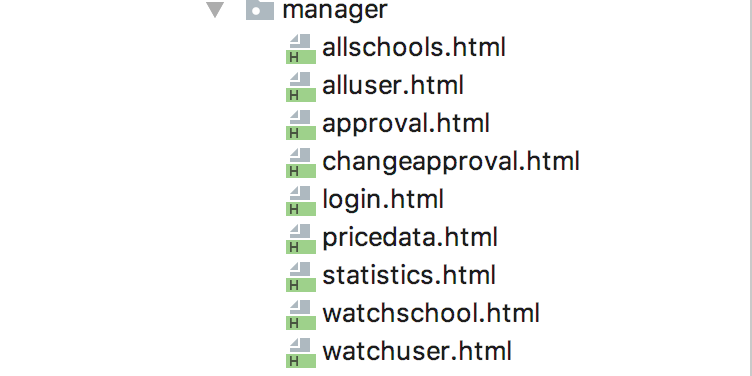 manager
allschools.html
alluser.html
approval.html
changeapproval.html
login.html
pricedata.html
statistics.html
watchschool.html
watchuser.html